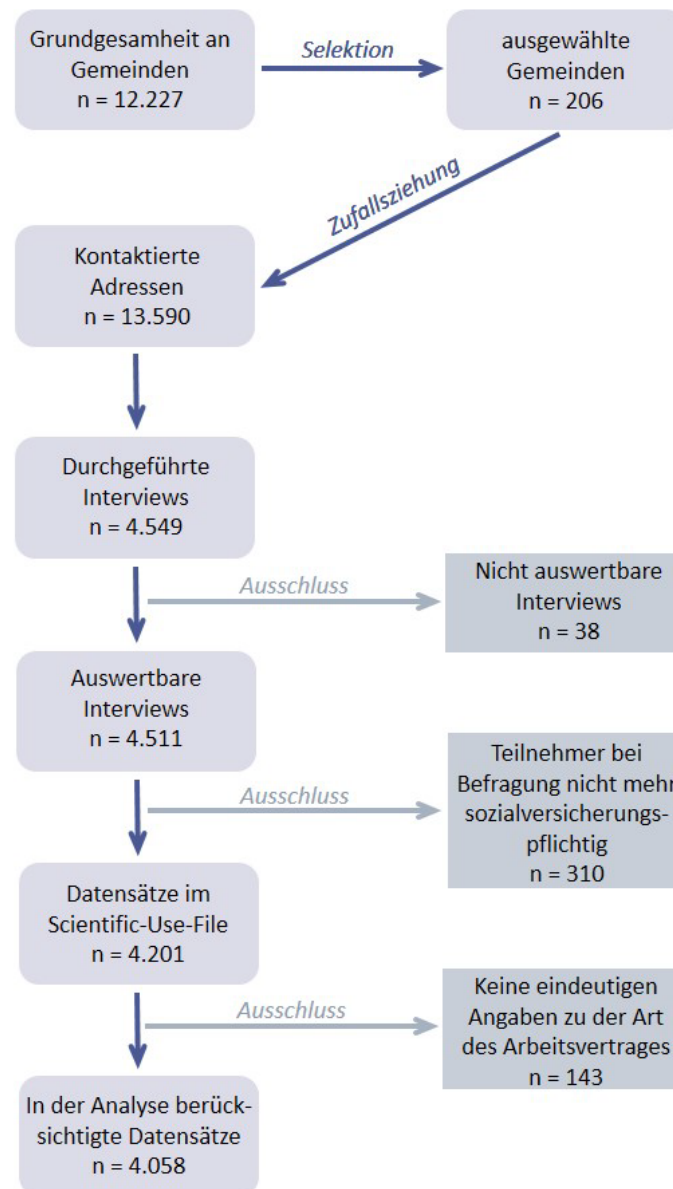 Grundgesamheit an
Gemeinden
n = 12.227
Selektion
ausgewählte
Gemeinden
n = 206
Zufallsziehung
Kontaktierte
Adressen
n = 13.590
Durchgeführte
Interviews
n = 4.549
Ausschluss
Nicht auswertbare
Interviews
n = 38
Auswertbare
Interviews
n = 4.511
Ausschluss
Teilnehmer bei
Befragung nicht mehr
sozialversicherungs-
pflichtig
n = 310
Datensätze im
Scientific-Use-File
n = 4.201
Ausschluss
Keine eindeutigen
Angaben zu der Art
des Arbeitsvertrages
n = 143
In der Analyse berück-
sichtigte Datensätze
n = 4.058